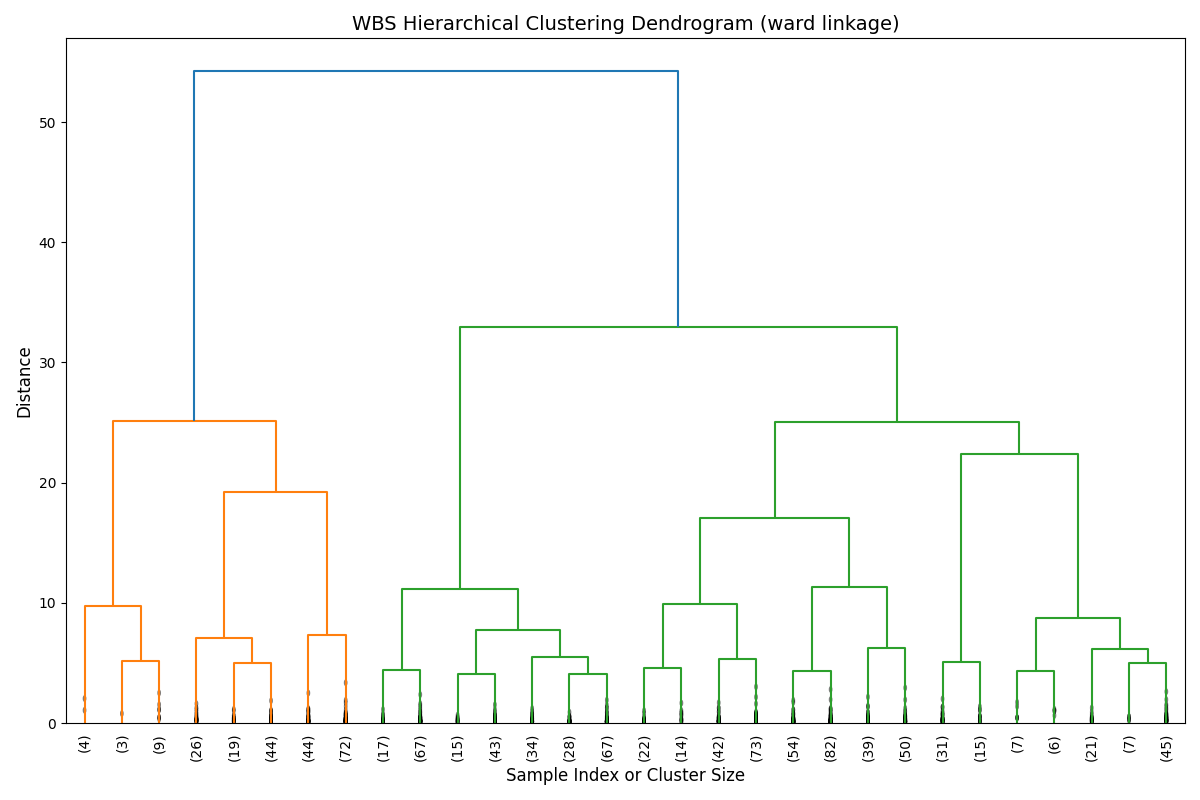 WBS Hierarchical Clustering Dendrogram (ward linkage)
Distance
50
40
30
20
10
0
(4) (3) (9) (26) (19) (44) (44) (72) (17) (67) (15) (43) (34) (28) (67) (22) (14) (42) (73) (54) (82) (39) (50) (31) (15) (7) (6) (21) (7) (45)
Sample Index or Cluster Size